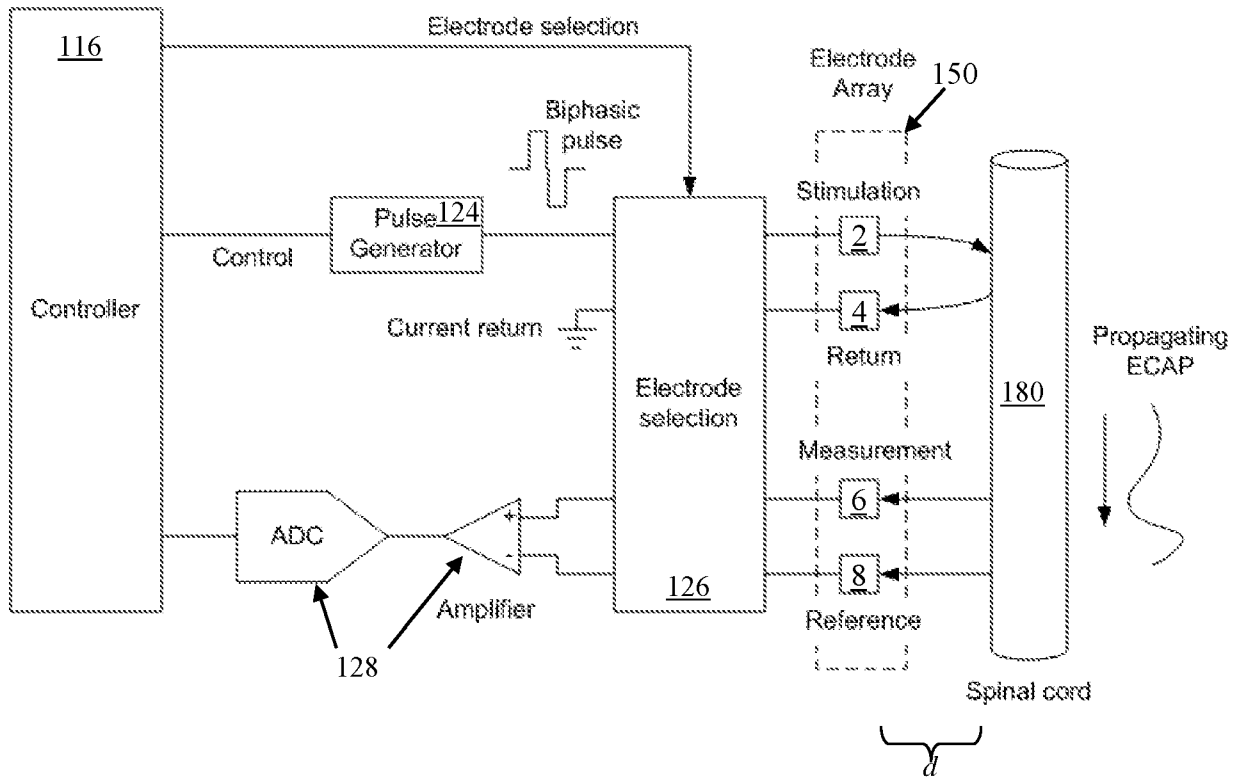 116
Electrode selection
Electrode
Array
150
Biphasic
pulse
Stimulation
Pulse 124
Generator
2
Control
Controller
Current return
4
Return
Electrode
selection
180
Propagating
ECAP
Measurement
6
ADC
+
-
8
126
Amplifier
Reference
128
Spinal cord
d